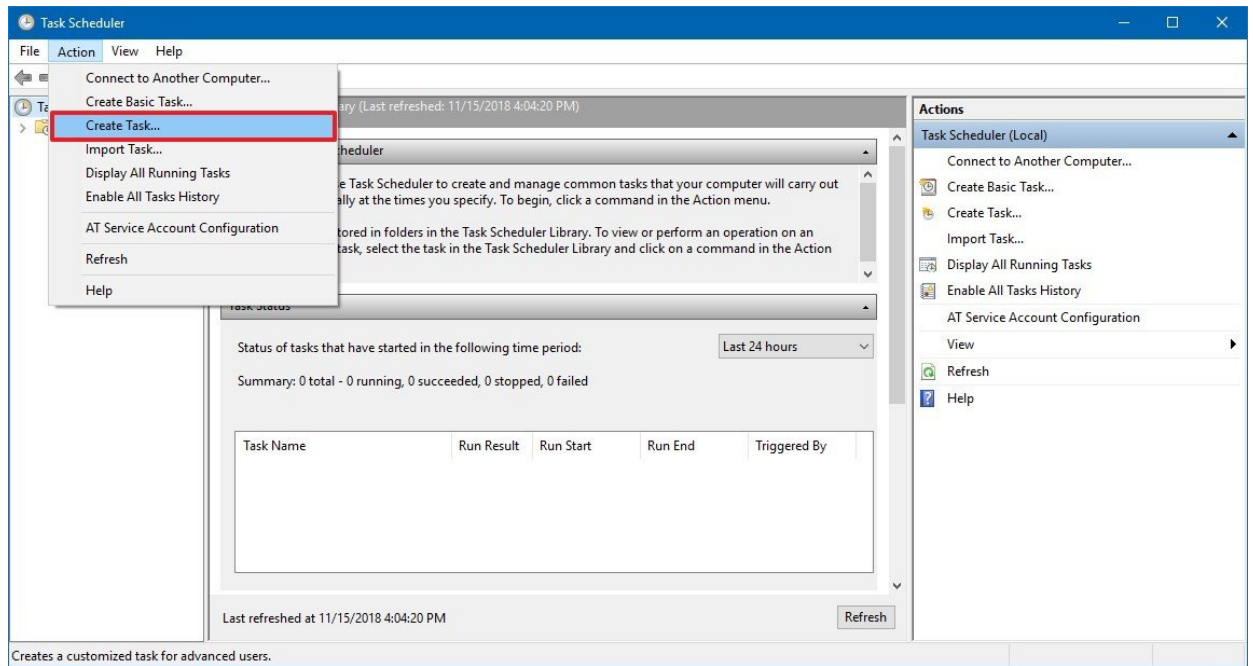 Task Scheduler
File Action View Help
Connect to Another Computer...
Create Basic Task...
Create Task...
Import Task...
Display All Running Tasks
Enable All Tasks History
AT Service Account Configuration
Refresh
Help
Ta
ary (Last refreshed: 11/15/2018 4:04:20 PM)
cheduler
e Task Scheduler to create and manage common tasks that your computer will carry out
ally at the times you specify. To begin, click a command in the Action menu.
tored in folders in the Task Scheduler Library. To view or perform an operation on an
task, select the task in the Task Scheduler Library and click on a command in the Action
Task Status
Status of tasks that have started in the following time period: Last 24 hours
Summary: 0 total - 0 running, 0 succeeded, 0 stopped, 0 failed
Task Name Run Result Run Start Run End Triggered By
Last refreshed at 11/15/2018 4:04:20 PM Refresh
Actions
Task Scheduler (Local)
Connect to Another Computer...
Create Basic Task...
Create Task...
Import Task...
Display All Running Tasks
Enable All Tasks History
AT Service Account Configuration
View
Refresh
Help
Creates a customized task for advanced users.